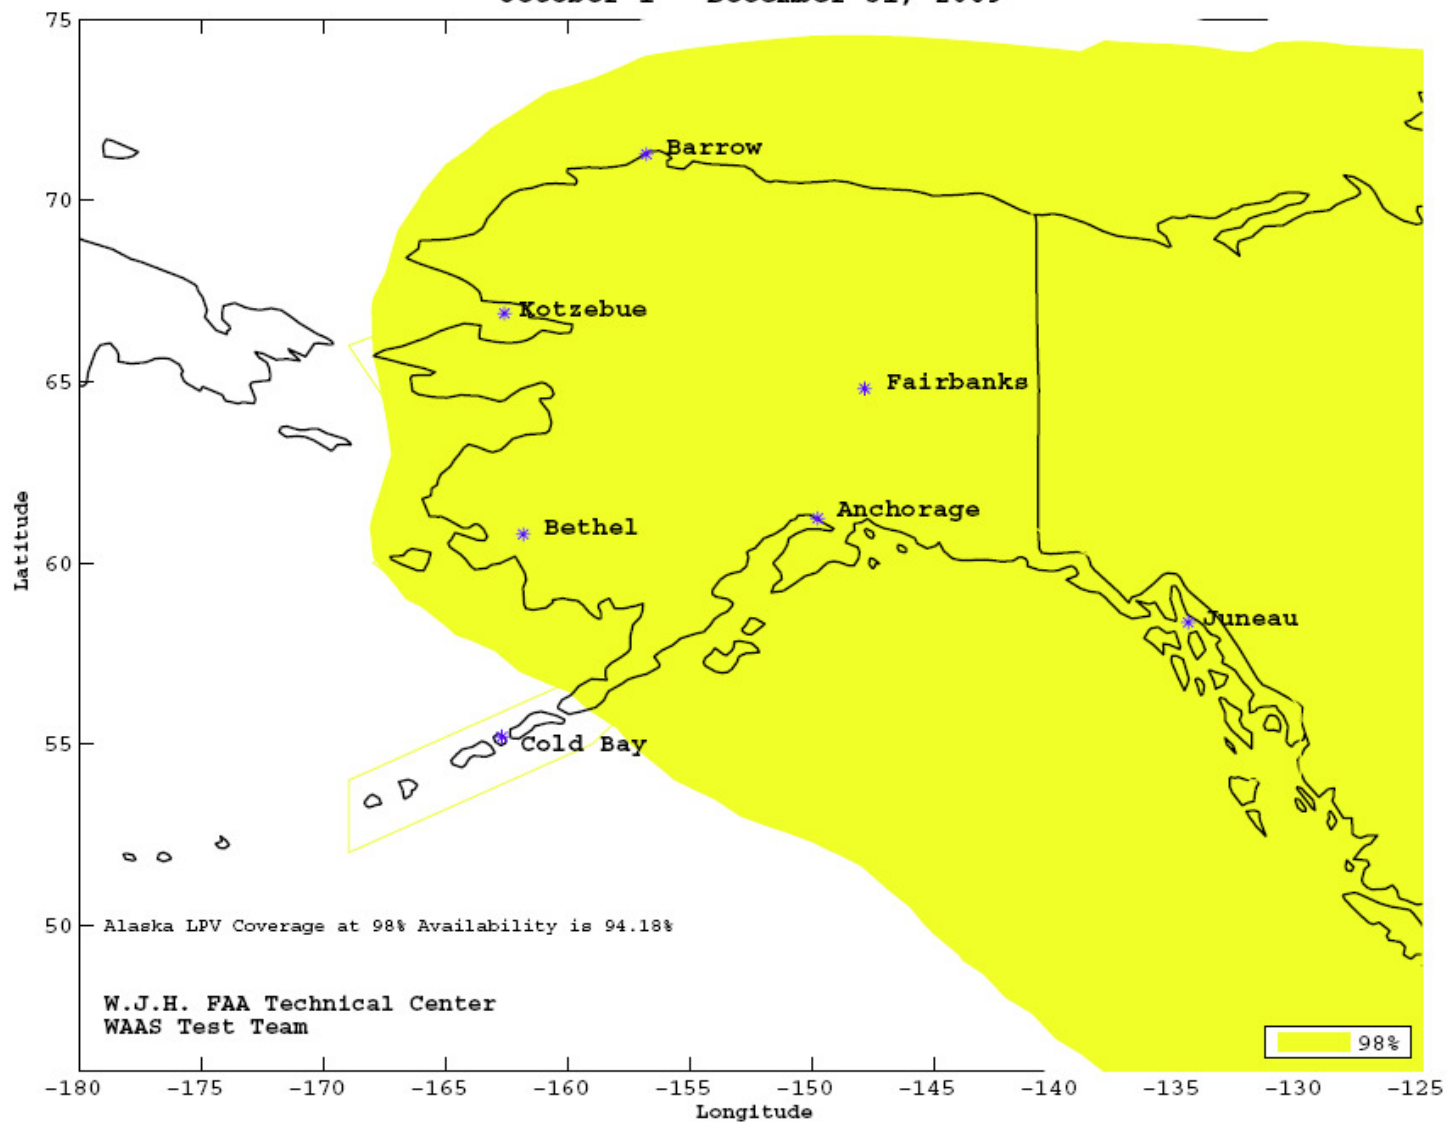 75
Barrow
70
Kotzebue
65
Fairbanks
Anchorage
Bethel
60
Juneau
55
Cold Bay
50
Alaska LPV Coverage at 98% Availability is 94.18%
W.J.H. FAA Technical Center
WAAS Test Team
98%
-180 -175 -170 -165 -160 -155 -150 -145 -140 -135 -130 -125
Longitude
Latitude